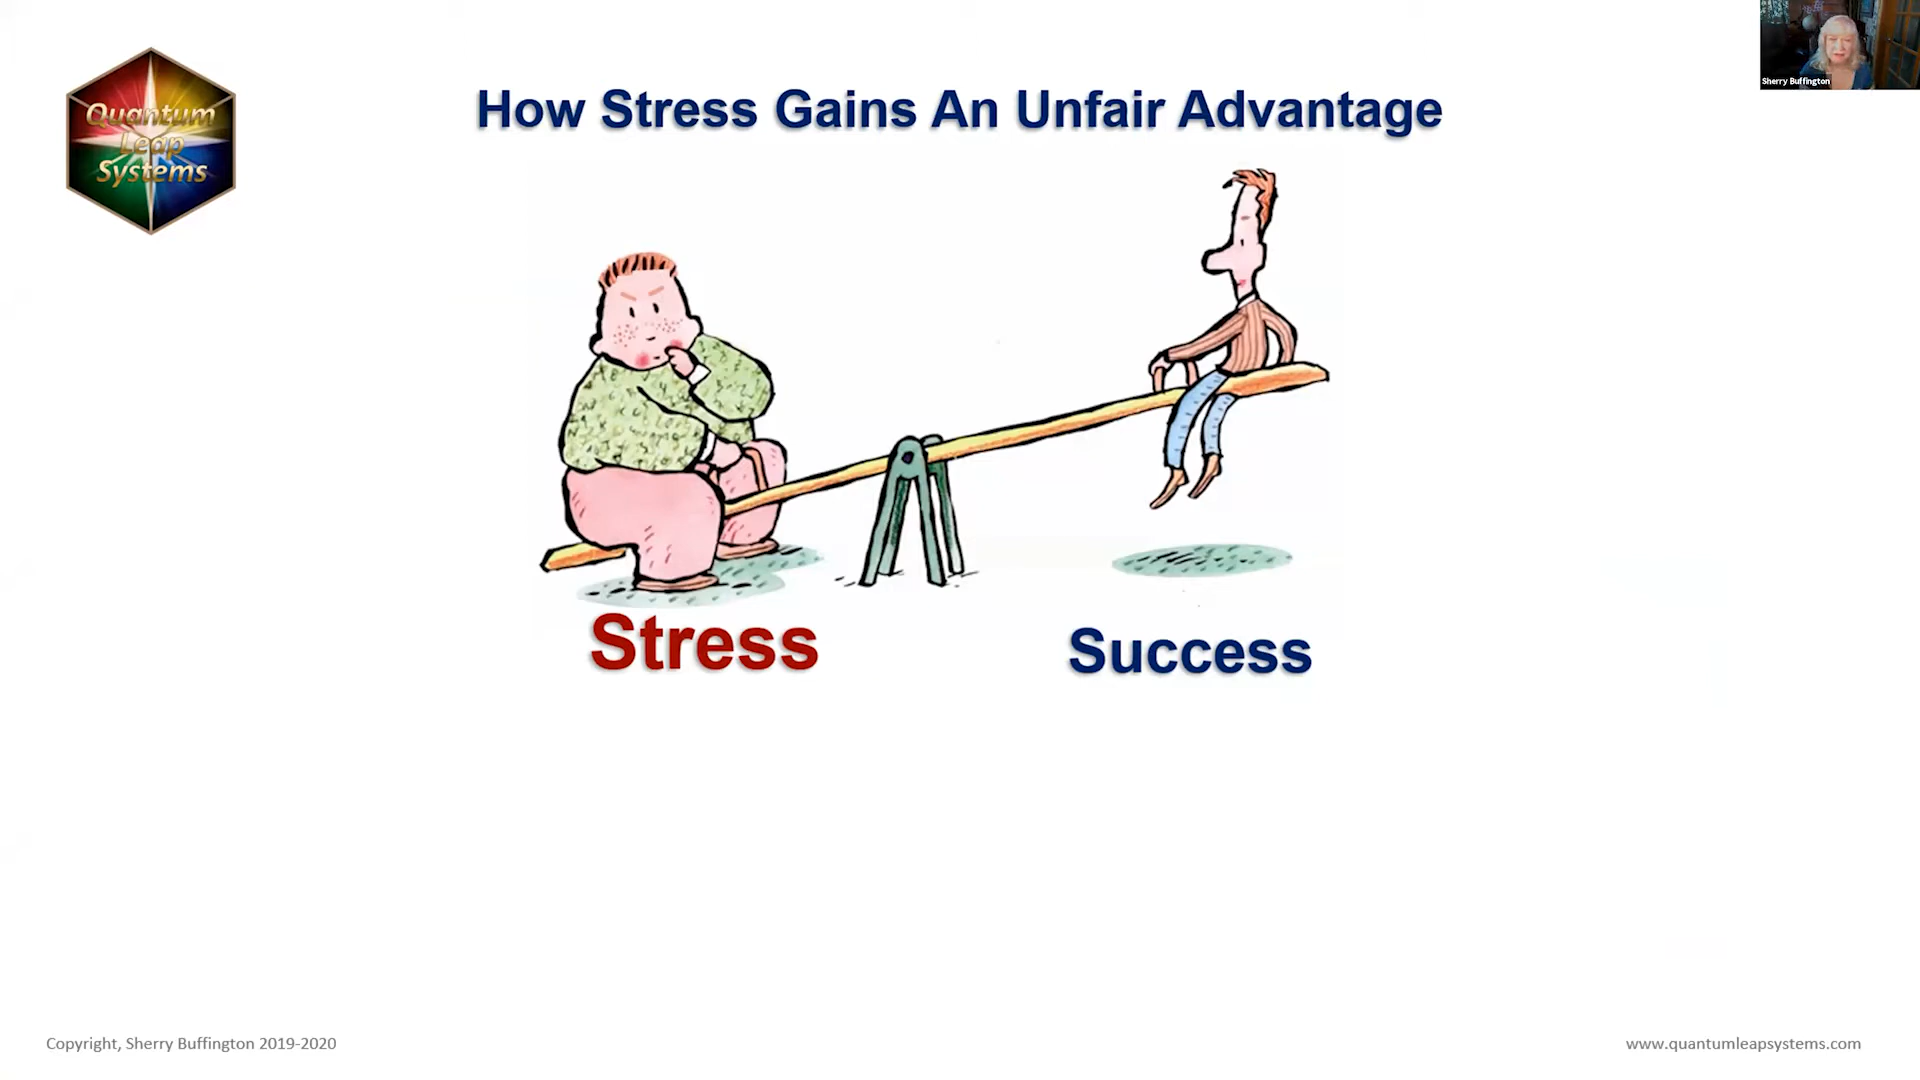 Sherry Buffington
Quantum
Leap
Systems
How Stress Gains An Unfair Advantage
Stress
Success
Copyright, Sherry Buffington 2019-2020
www.quantumleapsystems.com